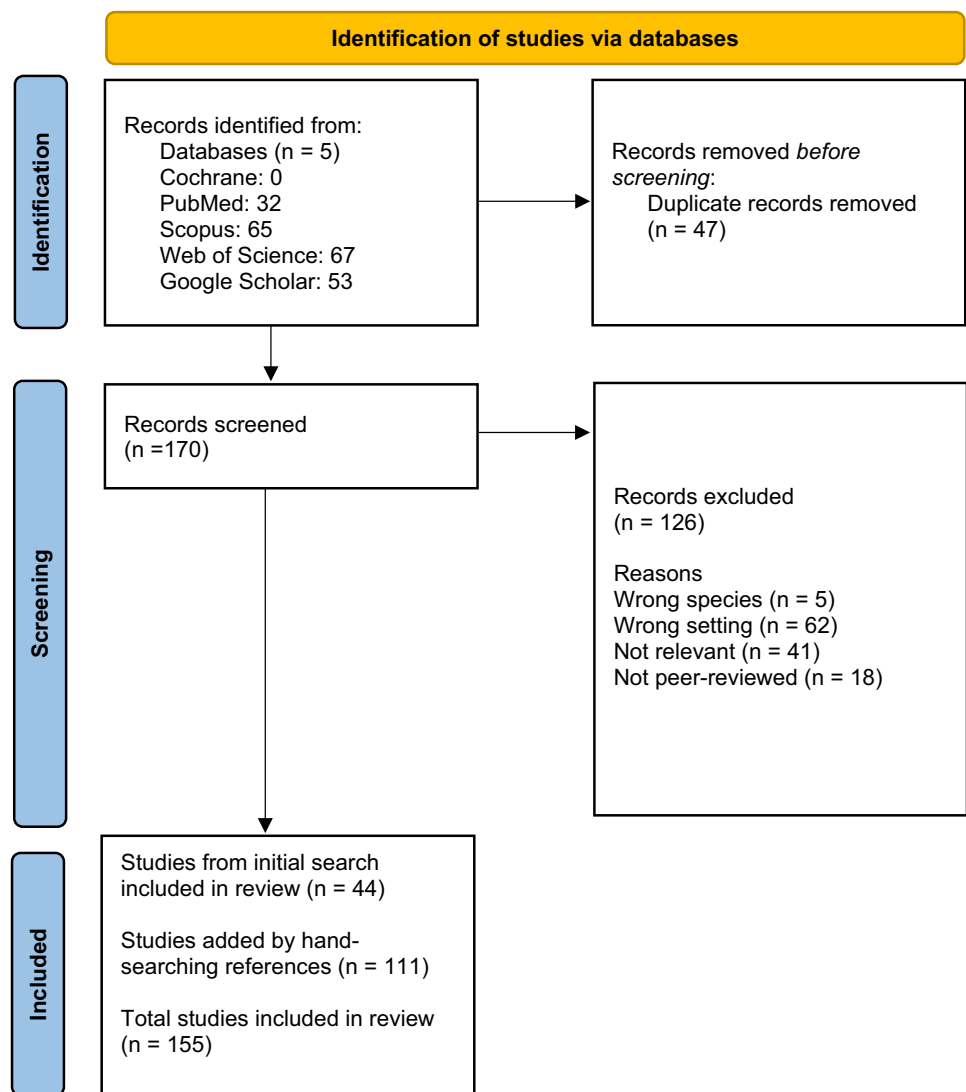 Identification of studies via databases
Identification
Records identified from:
Databases (n = 5)
Cochrane: 0
PubMed: 32
Scopus: 65
Web of Science: 67
Google Scholar: 53
Records removed before
screening:
Duplicate records removed
(n = 47)
Screening
Records screened
(n =170)
Records excluded
(n = 126)
Reasons
Wrong species (n = 5)
Wrong setting (n = 62)
Not relevant (n = 41)
Not peer-reviewed (n = 18)
Included
Studies from initial search
included in review (n = 44)
Studies added by hand-
searching references (n = 111)
Total studies included in review
(n = 155)